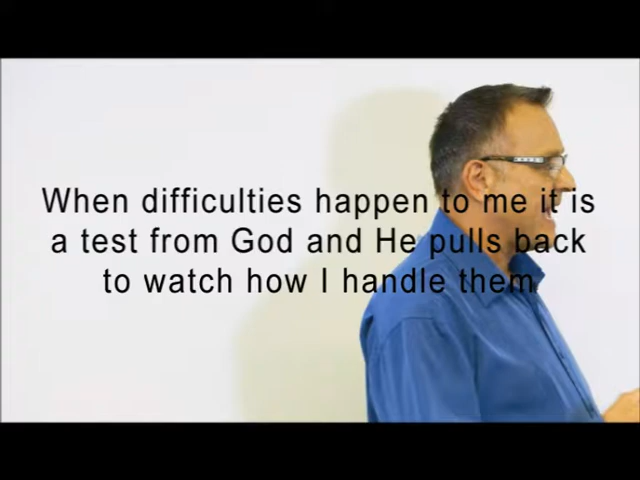 When difficulties happen to me it is
a test from God and He pulls back
to watch how I handle them